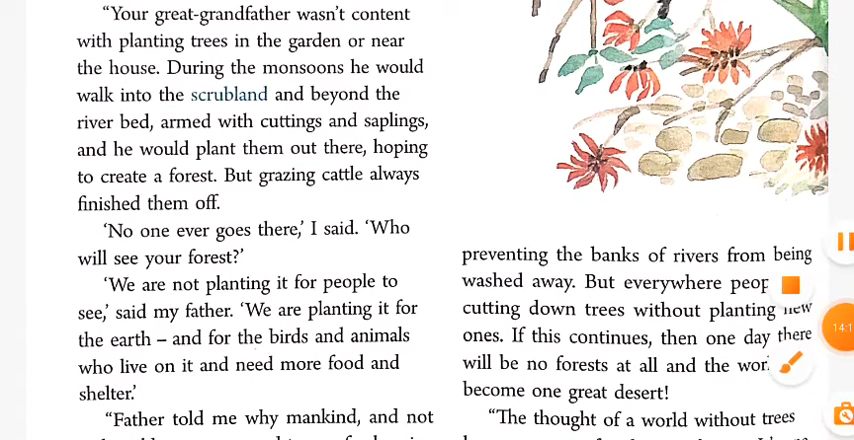 “Your great-grandfather wasn’t content
with planting trees in the garden or near
the house. During the monsoons he would
walk into the scrubland and beyond the
river bed, armed with cuttings and saplings,
and he would plant them out there, hoping
to create a forest. But grazing cattle always
finished them off.
‘No one ever goes there,’ I said. ‘Who
will see your forest?’
‘We are not planting it for people to
see,’ said my father. ‘We are planting it for
the earth – and for the birds and animals
who live on it and need more food and
shelter.’
“Father told me why mankind, and not
preventing the banks of rivers from being
washed away. But everywhere
cutting down trees without planting new
ones. If this continues, then one day there
will be no forests at all and the
become one great desert!
“The thought of a world without trees